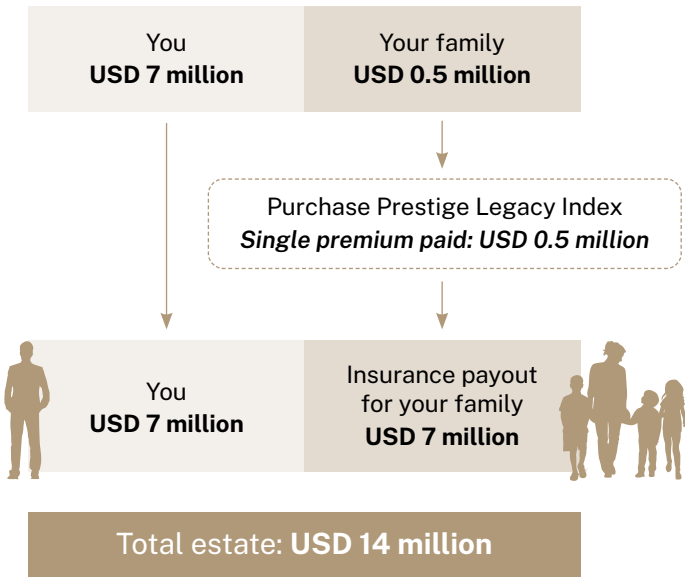 You
USD 7 million
Your family
USD 0.5 million
Purchase Prestige Legacy Index
Single premium paid: USD 0.5 million
You
USD 7 million
Insurance payout
for your family
USD 7 million
Total estate: USD 14 million